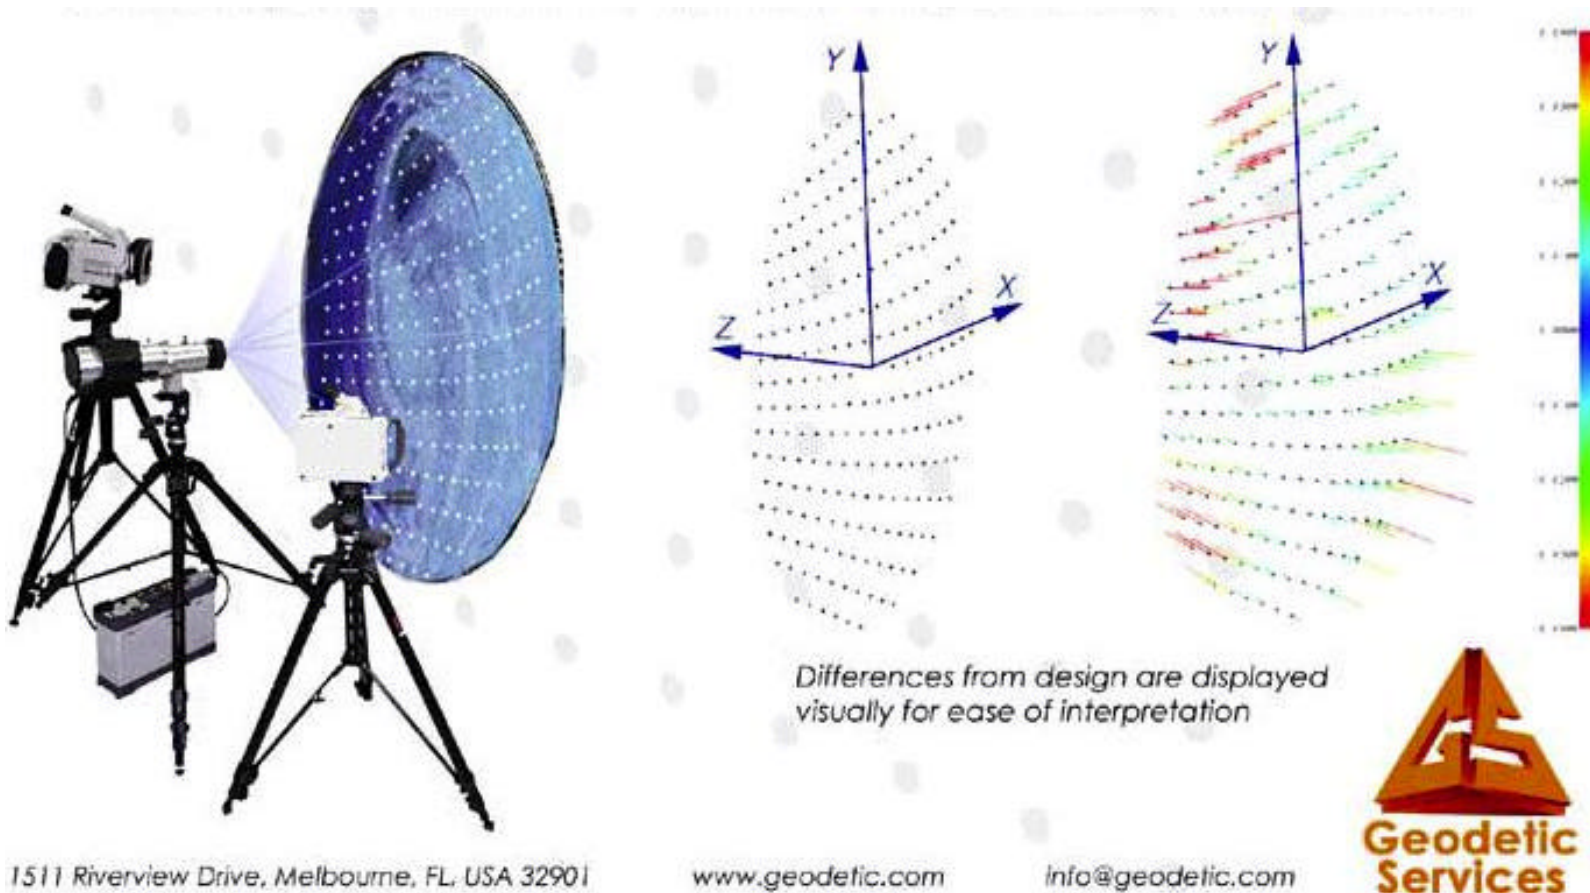 Y
Y
X
X
Z
Z
Differences from design are displayed
visually for ease of interpretation
GS
Geodetic
Services
1511 Riverview Drive, Melbourne, FL, USA 32901
www.geodetic.com
info@geodetic.com